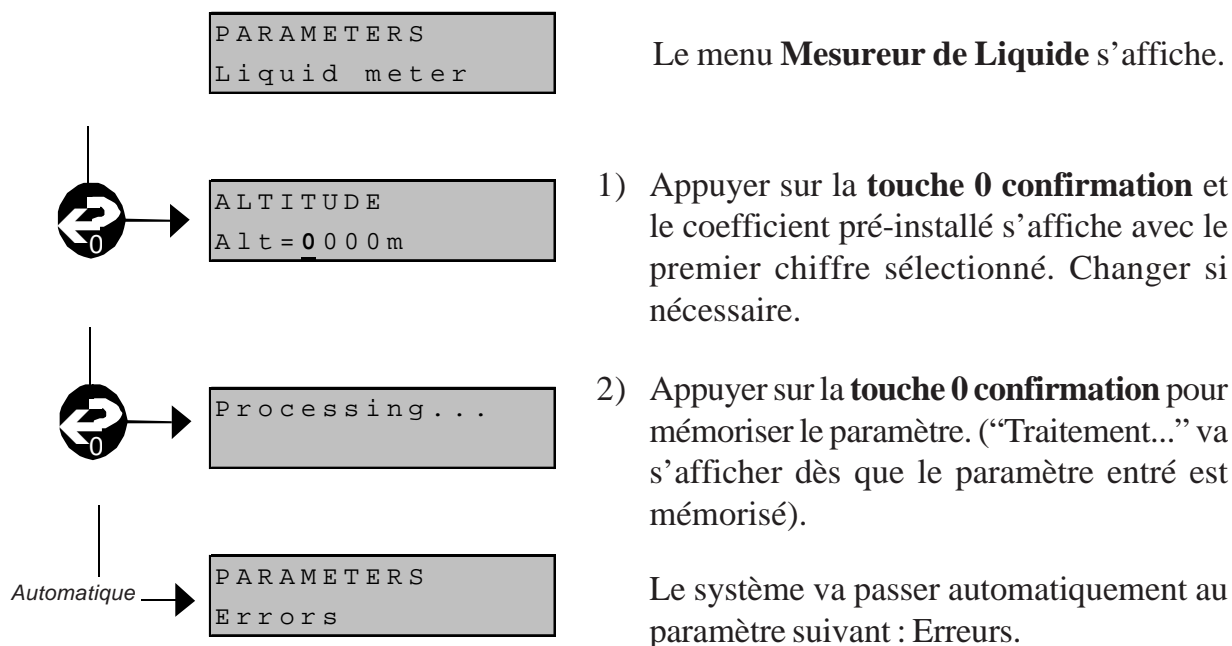 PARAMETERS
Liquid meter
Le menu Mesureur de Liquide s’affiche.
0
ALTITUDE
Alt=0000m
1) Appuyer sur la touche 0 confirmation et
le coefficient pré-installé s’affiche avec le
premier chiffre sélectionné. Changer si
nécessaire.
0
Processing...
2) Appuyer sur la touche 0 confirmation pour
mémoriser le paramètre. (“Traitement...” va
s’afficher dès que le paramètre entré est
mémorisé).
Automatique
PARAMETERS
Errors
Le système va passer automatiquement au
paramètre suivant : Erreurs.